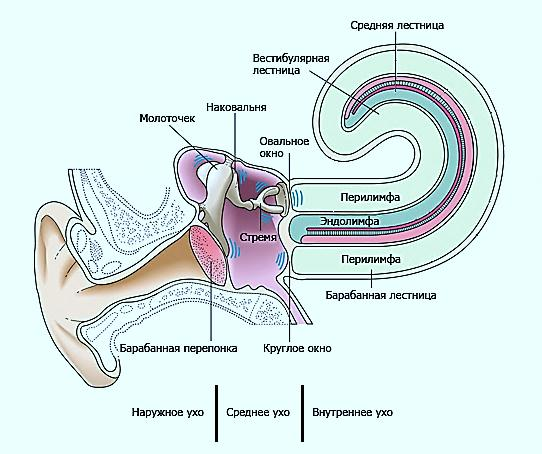 Средняя лестница
Вестибулярная
лестница
Наковальня
Молоточек
Овальное
окно
Перилимфа
Эндолимфа
Стремя
Перилимфа
Барабанная лестница
Барабанная перепонка
Круглое окно
Наружное ухо
Среднее ухо
Внутреннее ухо